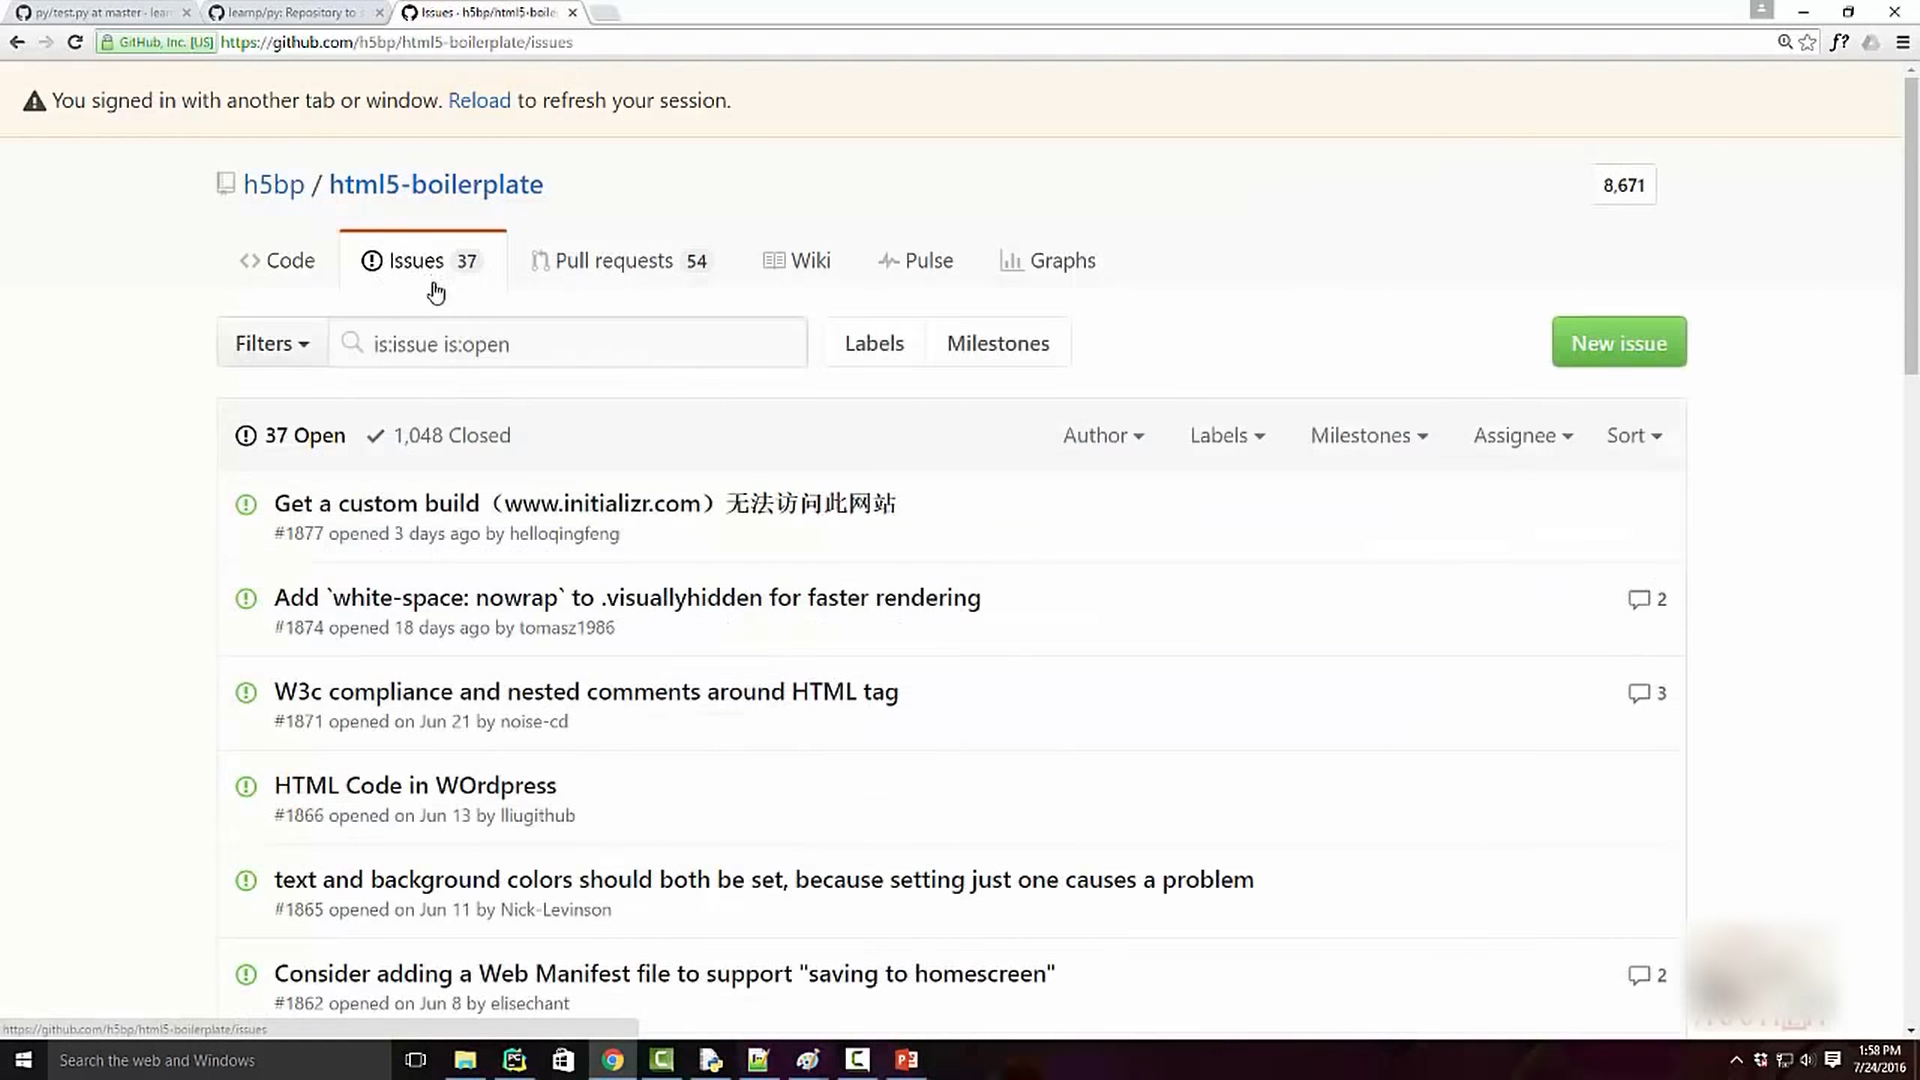 py/test.py at master · lear
learnp/py: Repository to
Issues · h5bp/html5-boile
GitHub, Inc. [US] https://github.com/h5bp/html5-boilerplate/issues
f?
You signed in with another tab or window. Reload to refresh your session.
h5bp / html5-boilerplate
8,671
Code
Issues 37
Pull requests 54
Wiki
Pulse
Graphs
Filters
is:issue is:open
Labels
Milestones
New issue
37 Open
1,048 Closed
Author
Labels
Milestones
Assignee
Sort
Get a custom build（www.initializr.com）无法访问此网站
#1877 opened 3 days ago by helloqingfeng
Add `white-space: nowrap` to .visuallyhidden for faster rendering
2
#1874 opened 18 days ago by tomasz1986
W3c compliance and nested comments around HTML tag
3
#1871 opened on Jun 21 by noise-cd
HTML Code in WOrdpress
#1866 opened on Jun 13 by lliugithub
text and background colors should both be set, because setting just one causes a problem
#1865 opened on Jun 11 by Nick-Levinson
Consider adding a Web Manifest file to support "saving to homescreen"
2
#1862 opened on Jun 8 by elisechant
https://github.com/h5bp/html5-boilerplate/issues
Search the web and Windows
1:58 PM
7/24/2016